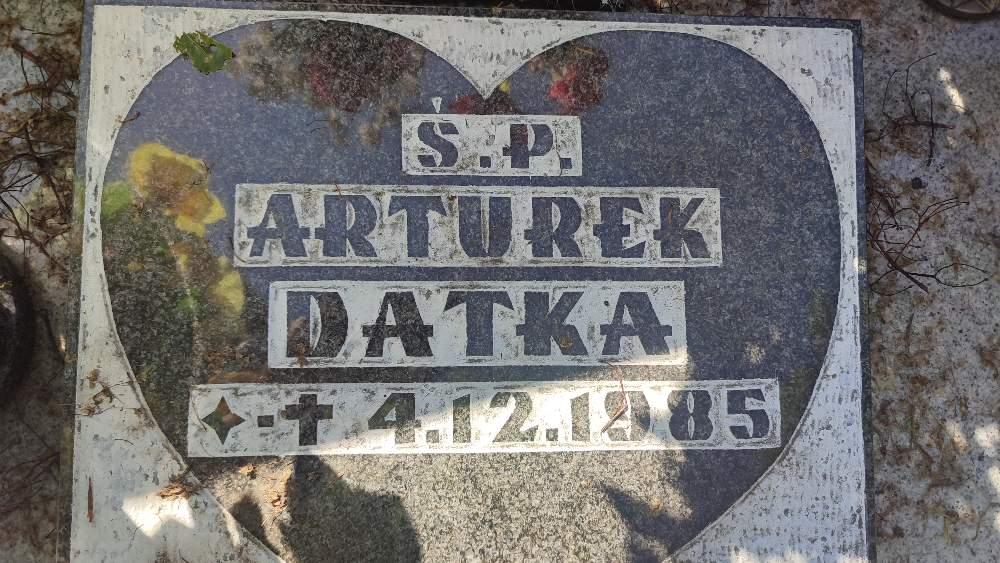 Ś.P.
ARTUREK
DATKA
✦-✝ 4.12.1985